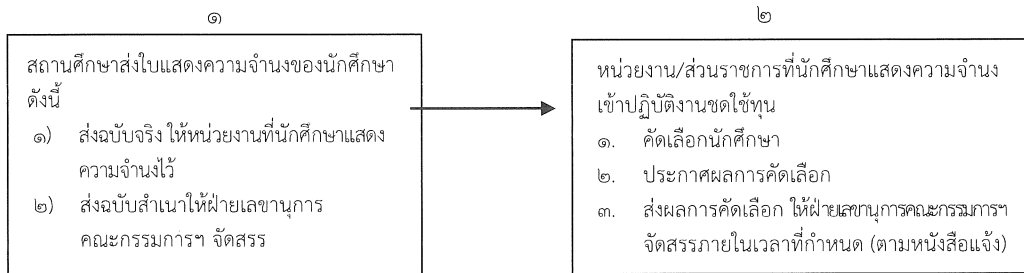 ๑
สถานศึกษาส่งใบแสดงความจำนงของนักศึกษา
ดังนี้
๑) ส่งฉบับจริง ให้หน่วยงานที่นักศึกษาแสดง
ความจำนงไว้
๒) ส่งฉบับสำเนาให้ฝ่ายเลขานุการ
คณะกรรมการฯ จัดสรร
๒
หน่วยงาน/ส่วนราชการที่นักศึกษาแสดงความจำนง
เข้าปฏิบัติงานชดใช้ทุน
๑. คัดเลือกนักศึกษา
๒. ประกาศผลการคัดเลือก
๓. ส่งผลการคัดเลือก ให้ฝ่ายเลขานุการคณะกรรมการฯ
จัดสรรภายในเวลาที่กำหนด (ตามหนังสือแจ้ง)